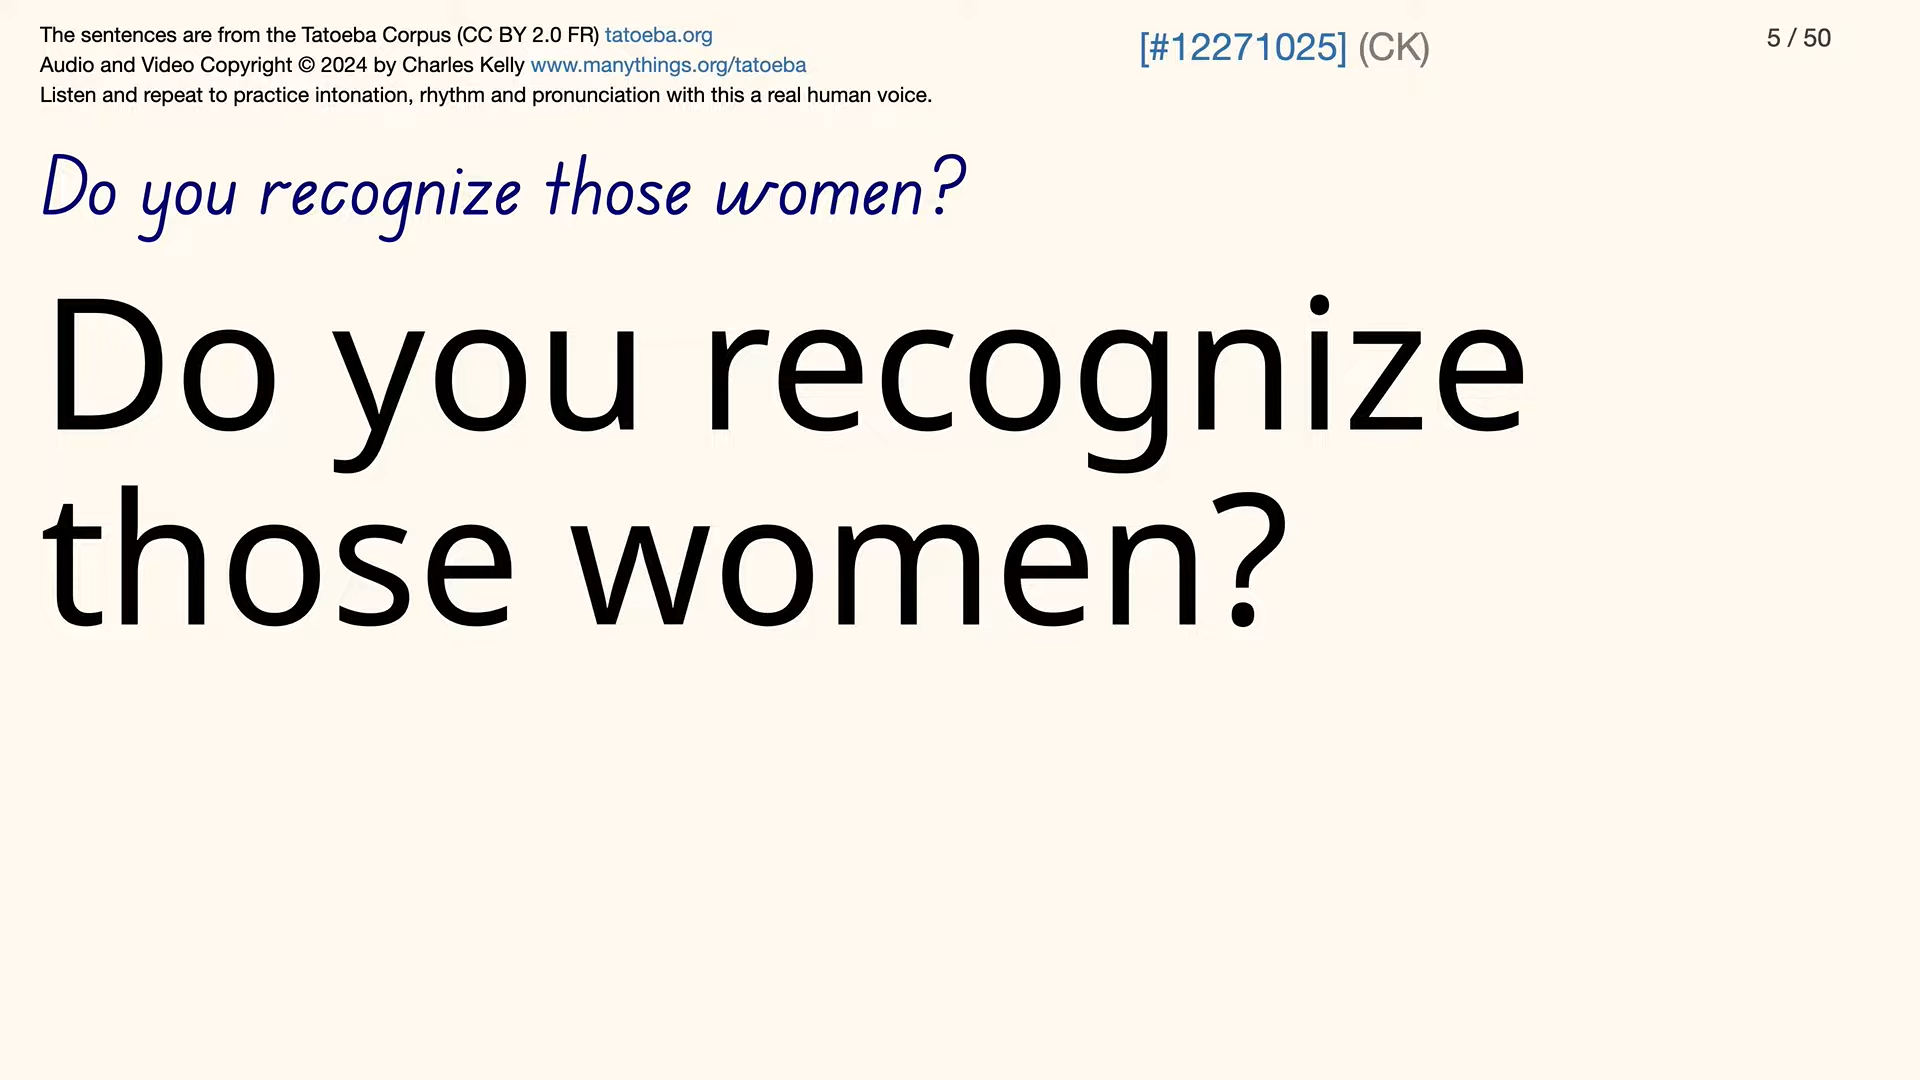 The sentences are from the Tatoeba Corpus (CC BY 2.0 FR) tatoeba.org
Audio and Video Copyright © 2024 by Charles Kelly www.manythings.org/tatoeba
Listen and repeat to practice intonation, rhythm and pronunciation with this a real human voice.
[#12271025] (CK)
5 / 50
Do you recognize those women?
Do you recognize
those women?